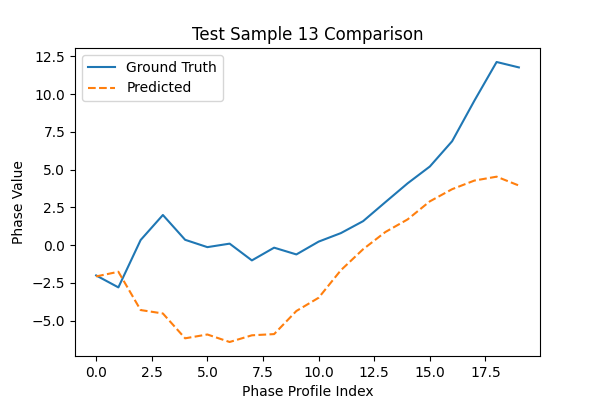 Test Sample 13 Comparison
Ground Truth
Predicted
Phase Value
12.5
10.0
7.5
5.0
2.5
0.0
−2.5
−5.0
0.0 2.5 5.0 7.5 10.0 12.5 15.0 17.5
Phase Profile Index